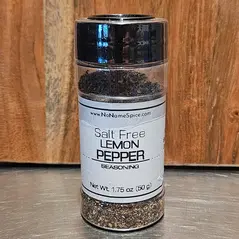 www.NoNameSpice.com
Salt Free
LEMON
PEPPER
SEASONING
Net Wt. 1.75 oz (50 g)